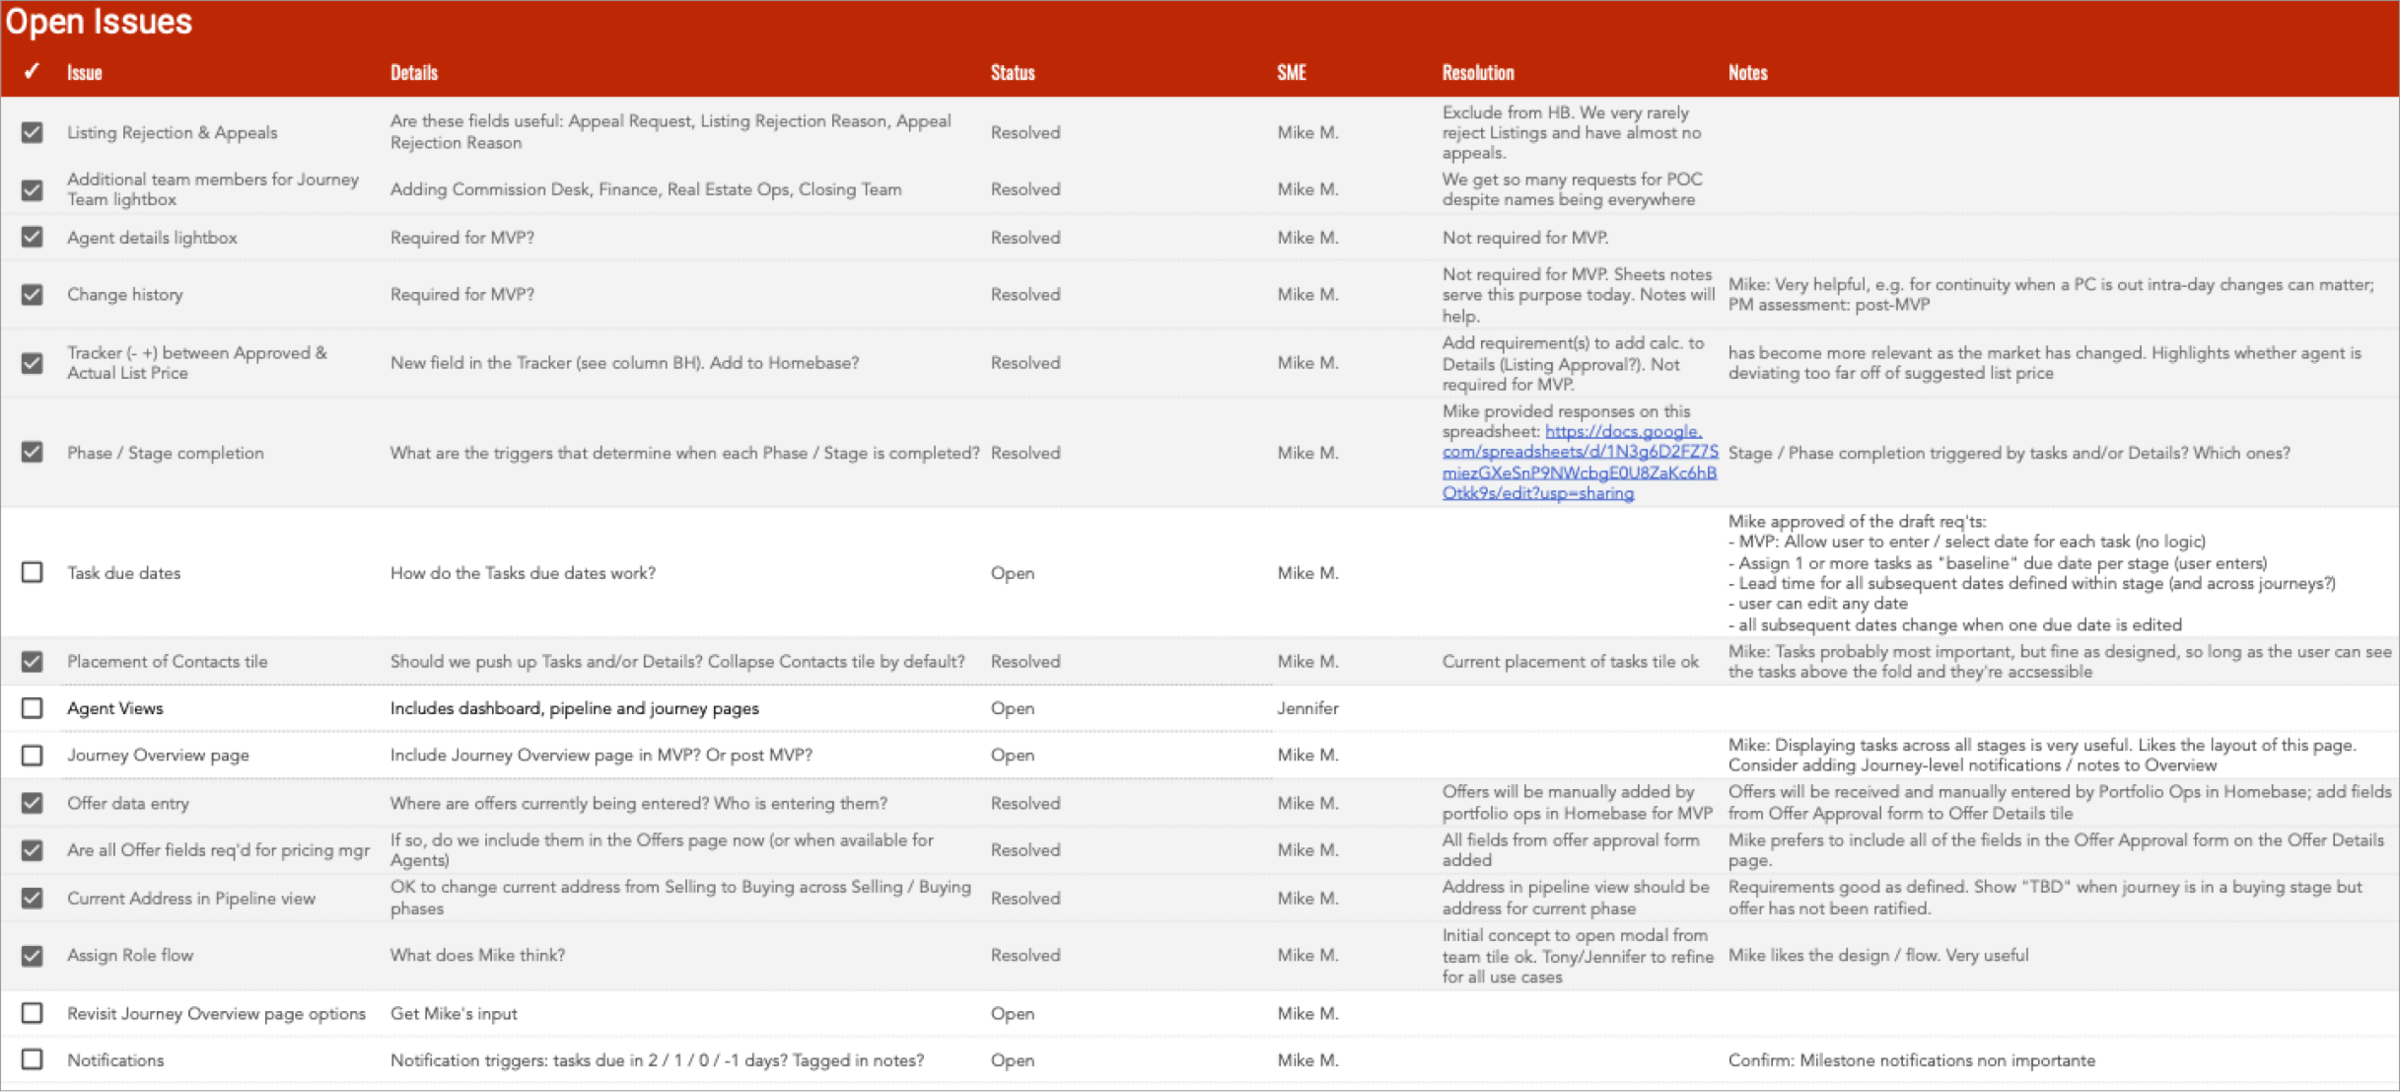 Open Issues
✓ Issue Details Status SME Resolution Notes
Listing Rejection & Appeals
Are these fields useful: Appeal Request, Listing Rejection Reason, Appeal
Rejection Reason
Resolved
Mike M.
Exclude from HB. We very rarely
reject Listings and have almost no
appeals.
Additional team members for Journey
Team lightbox
Adding Commission Desk, Finance, Real Estate Ops, Closing Team
Resolved
Mike M.
We get so many requests for POC
despite names being everywhere
Agent details lightbox
Required for MVP?
Resolved
Mike M.
Not required for MVP.
Change history
Required for MVP?
Resolved
Mike M.
Not required for MVP. Sheets notes
serve this purpose today. Notes will
help.
Mike: Very helpful, e.g. for continuity when a PC is out intra-day changes can matter;
PM assessment: post-MVP
Tracker (- +) between Approved &
Actual List Price
New field in the Tracker (see column BH). Add to Homebase?
Resolved
Mike M.
Add requirement(s) to add calc. to
Details (Listing Approval?). Not
required for MVP.
has become more relevant as the market has changed. Highlights whether agent is
deviating too far off of suggested list price
Phase / Stage completion
What are the triggers that determine when each Phase / Stage is completed?
Resolved
Mike M.
Mike provided responses on this
spreadsheet: https://docs.google.
com/spreadsheets/d/1N3g6D2FZ7S
miezGXeSnP9NWcbgE0U8ZaKc6hB
Otkk9s/edit?usp=sharing
Stage / Phase completion triggered by tasks and/or Details? Which ones?
Task due dates
How do the Tasks due dates work?
Open
Mike M.
Mike approved of the draft req'ts:
- MVP: Allow user to enter / select date for each task (no logic)
- Assign 1 or more tasks as "baseline" due date per stage (user enters)
- Lead time for all subsequent dates defined within stage (and across journeys?)
- user can edit any date
- all subsequent dates change when one due date is edited
Placement of Contacts tile
Should we push up Tasks and/or Details? Collapse Contacts tile by default?
Resolved
Mike M.
Current placement of tasks tile ok
Mike: Tasks probably most important, but fine as designed, so long as the user can see
the tasks above the fold and they're accsessible
Agent Views
Includes dashboard, pipeline and journey pages
Open
Jennifer
Journey Overview page
Include Journey Overview page in MVP? Or post MVP?
Open
Mike M.
Mike: Displaying tasks across all stages is very useful. Likes the layout of this page.
Consider adding Journey-level notifications / notes to Overview
Offer data entry
Where are offers currently being entered? Who is entering them?
Resolved
Mike M.
Offers will be manually added by
portfolio ops in Homebase for MVP
Offers will be received and manually entered by Portfolio Ops in Homebase; add fields
from Offer Approval form to Offer Details tile
Are all Offer fields req'd for pricing mgr
If so, do we include them in the Offers page now (or when available for
Agents)
Resolved
Mike M.
All fields from offer approval form
added
Mike prefers to include all of the fields in the Offer Approval form on the Offer Details
page.
Current Address in Pipeline view
OK to change current address from Selling to Buying across Selling / Buying
phases
Resolved
Mike M.
Address in pipeline view should be
address for current phase
Requirements good as defined. Show "TBD" when journey is in a buying stage but
offer has not been ratified.
Assign Role flow
What does Mike think?
Resolved
Mike M.
Initial concept to open modal from
team tile ok. Tony/Jennifer to refine
for all use cases
Mike likes the design / flow. Very useful
Revisit Journey Overview page options
Get Mike's input
Open
Mike M.
Notifications
Notification triggers: tasks due in 2 / 1 / 0 / -1 days? Tagged in notes?
Open
Mike M.
Confirm: Milestone notifications non importante